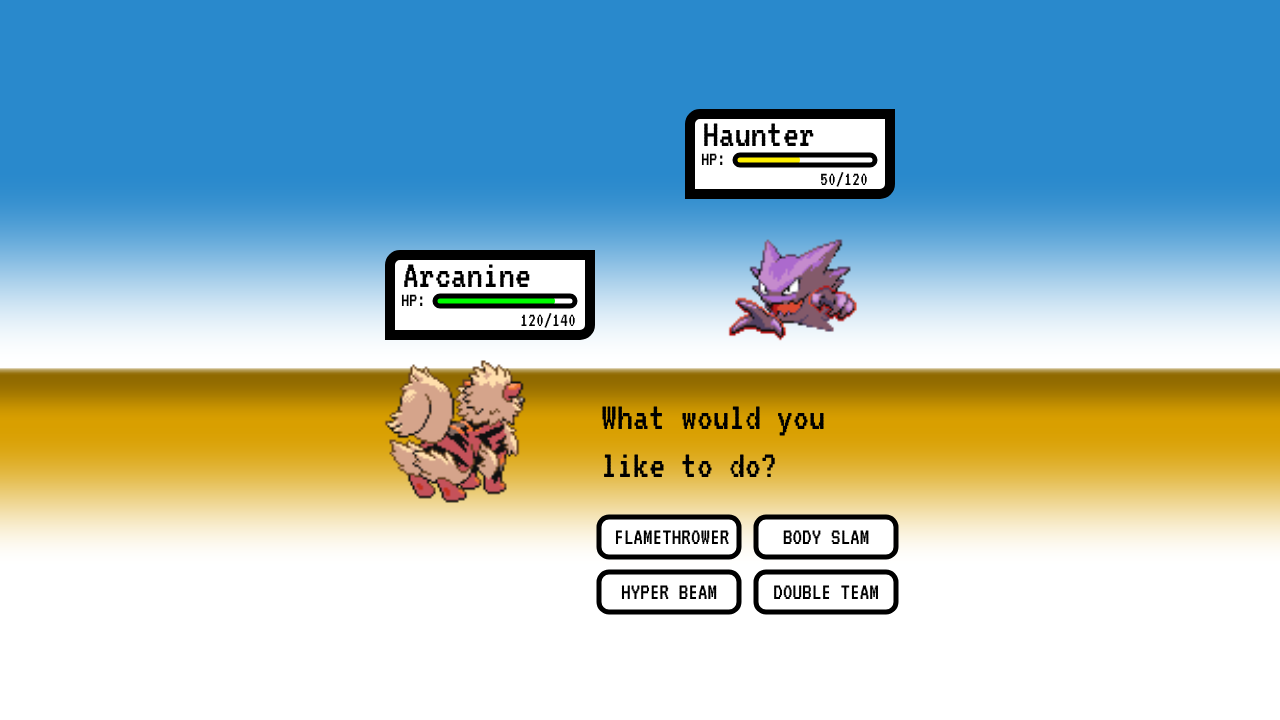 Haunter
HP:
50/120
Arcanine
HP:
120/140
What would you
like to do?
FLAMETHROWER
BODY SLAM
HYPER BEAM
DOUBLE TEAM